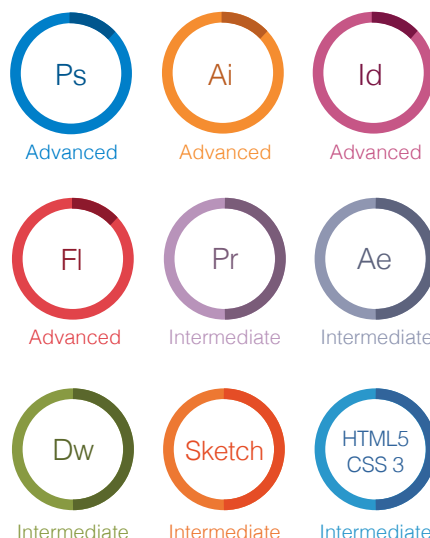 Ps
Ai
Id
Advanced
Advanced
Advanced
Fl
Pr
Ae
Advanced
Intermediate
Intermediate
Dw
Sketch
HTML5
CSS 3
Intermediate
Intermediate
Intermediate